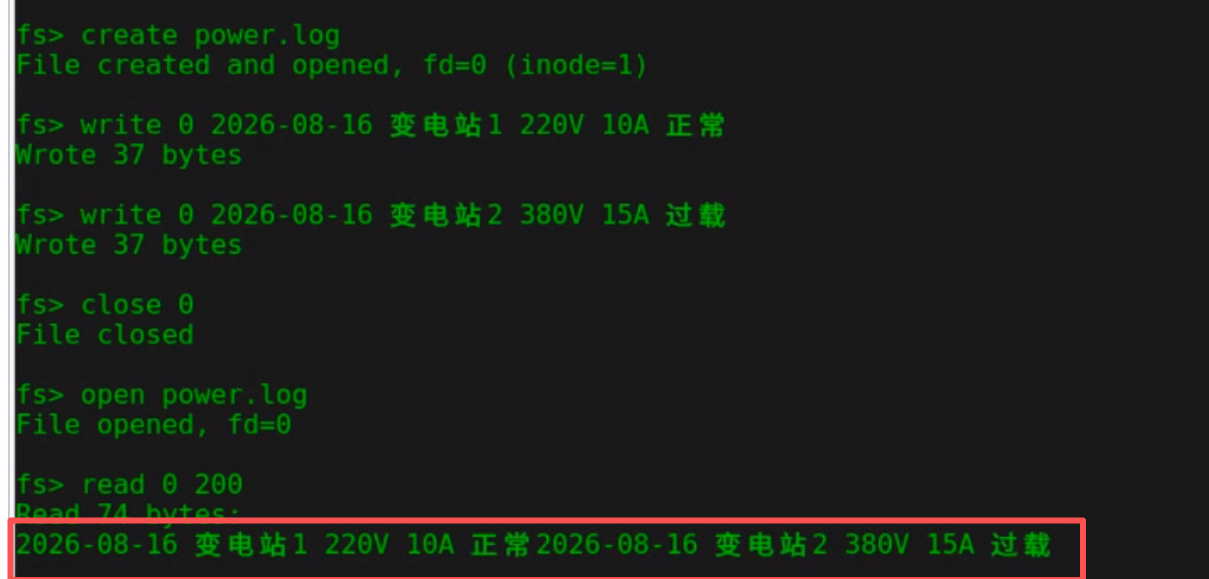 fs> create power.log
File created and opened, fd=0 (inode=1)
fs> write 0 2026-08-16 变电站1 220V 10A 正常
Wrote 37 bytes
fs> write 0 2026-08-16 变电站2 380V 15A 过载
Wrote 37 bytes
fs> close 0
File closed
fs> open power.log
File opened, fd=0
fs> read 0 200
Read 74 bytes:
2026-08-16 变电站1 220V 10A 正常2026-08-16 变电站2 380V 15A 过载